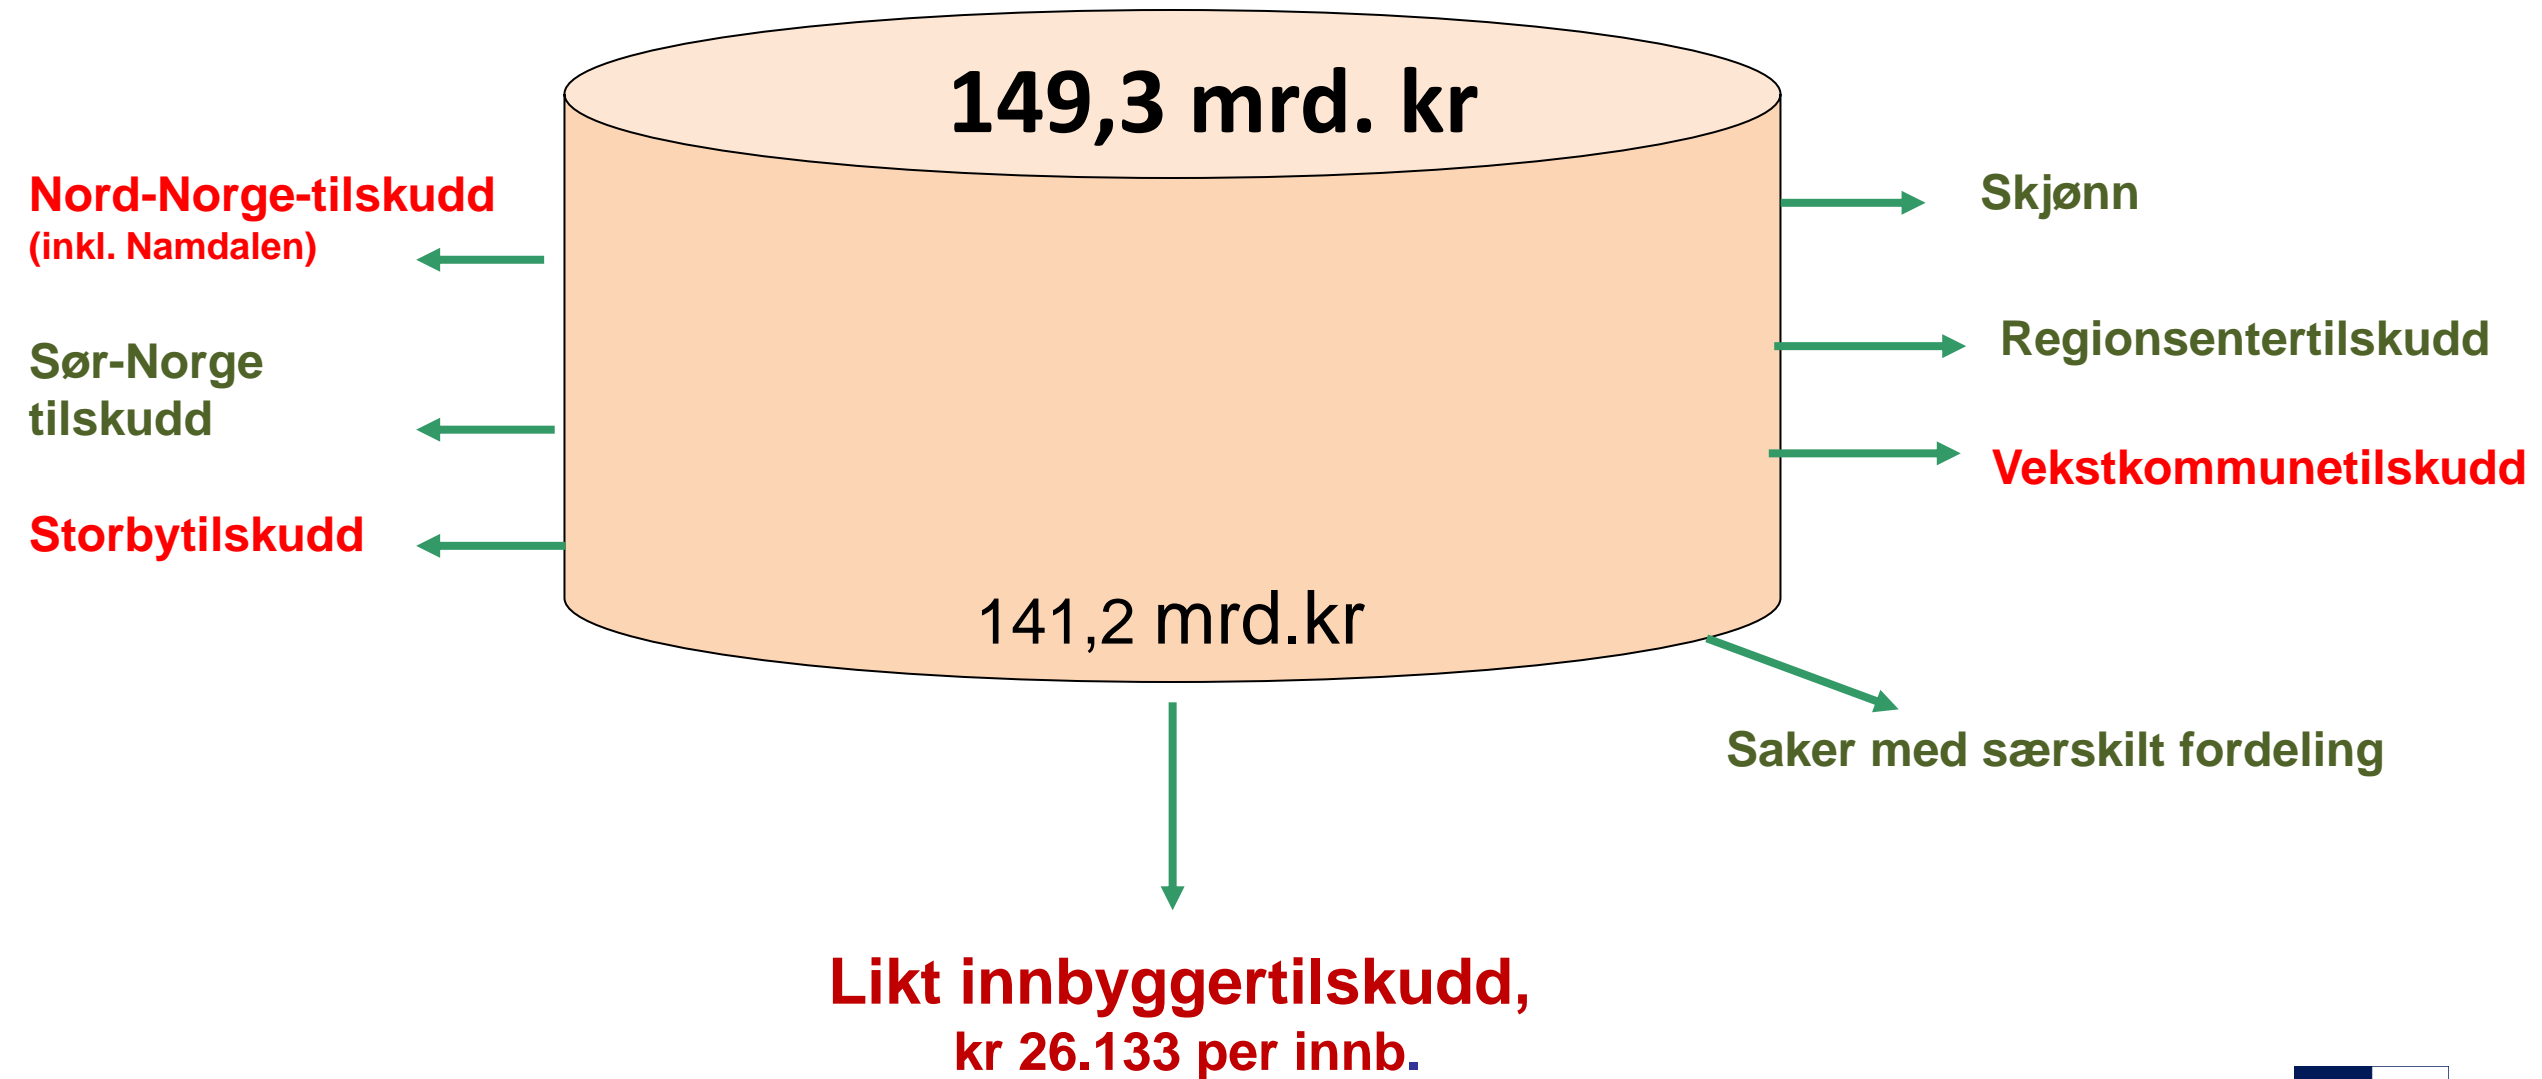 149,3 mrd. kr
Nord-Norge-tilskudd
(inkl. Namdalen)
Sør-Norge
tilskudd
Storbytilskudd
Skjønn
Regionsentertilskudd
Vekstkommunetilskudd
141,2 mrd.kr
Saker med særskilt fordeling
Likt innbyggertilskudd,
kr 26.133 per innb.